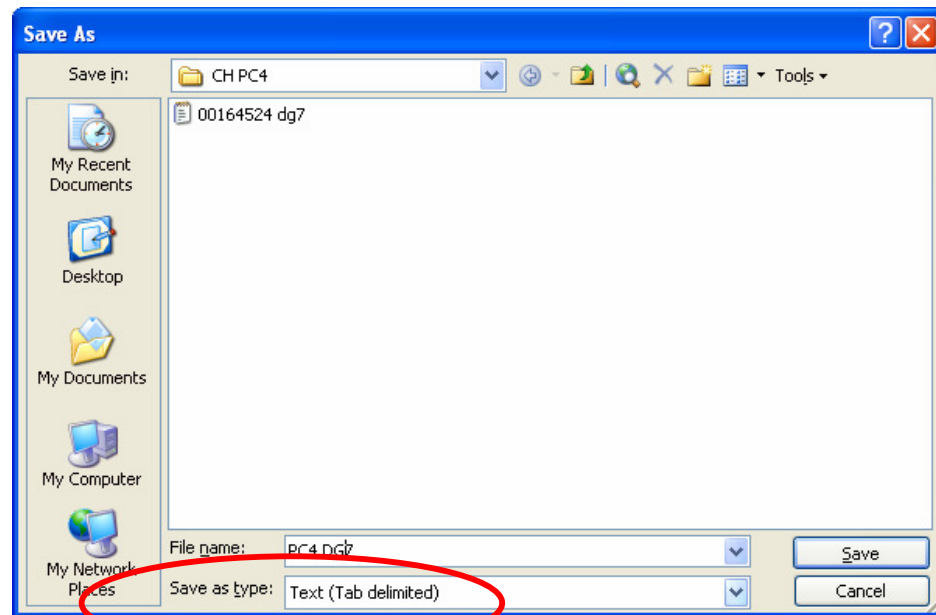 Save As
Save in:
CH PC4
Tools
00164524 dg7
My Recent
Documents
Desktop
My Documents
My Computer
My Network
Places
File name:
PC4 DG7
Save
Save as type:
Text (Tab delimited)
Cancel